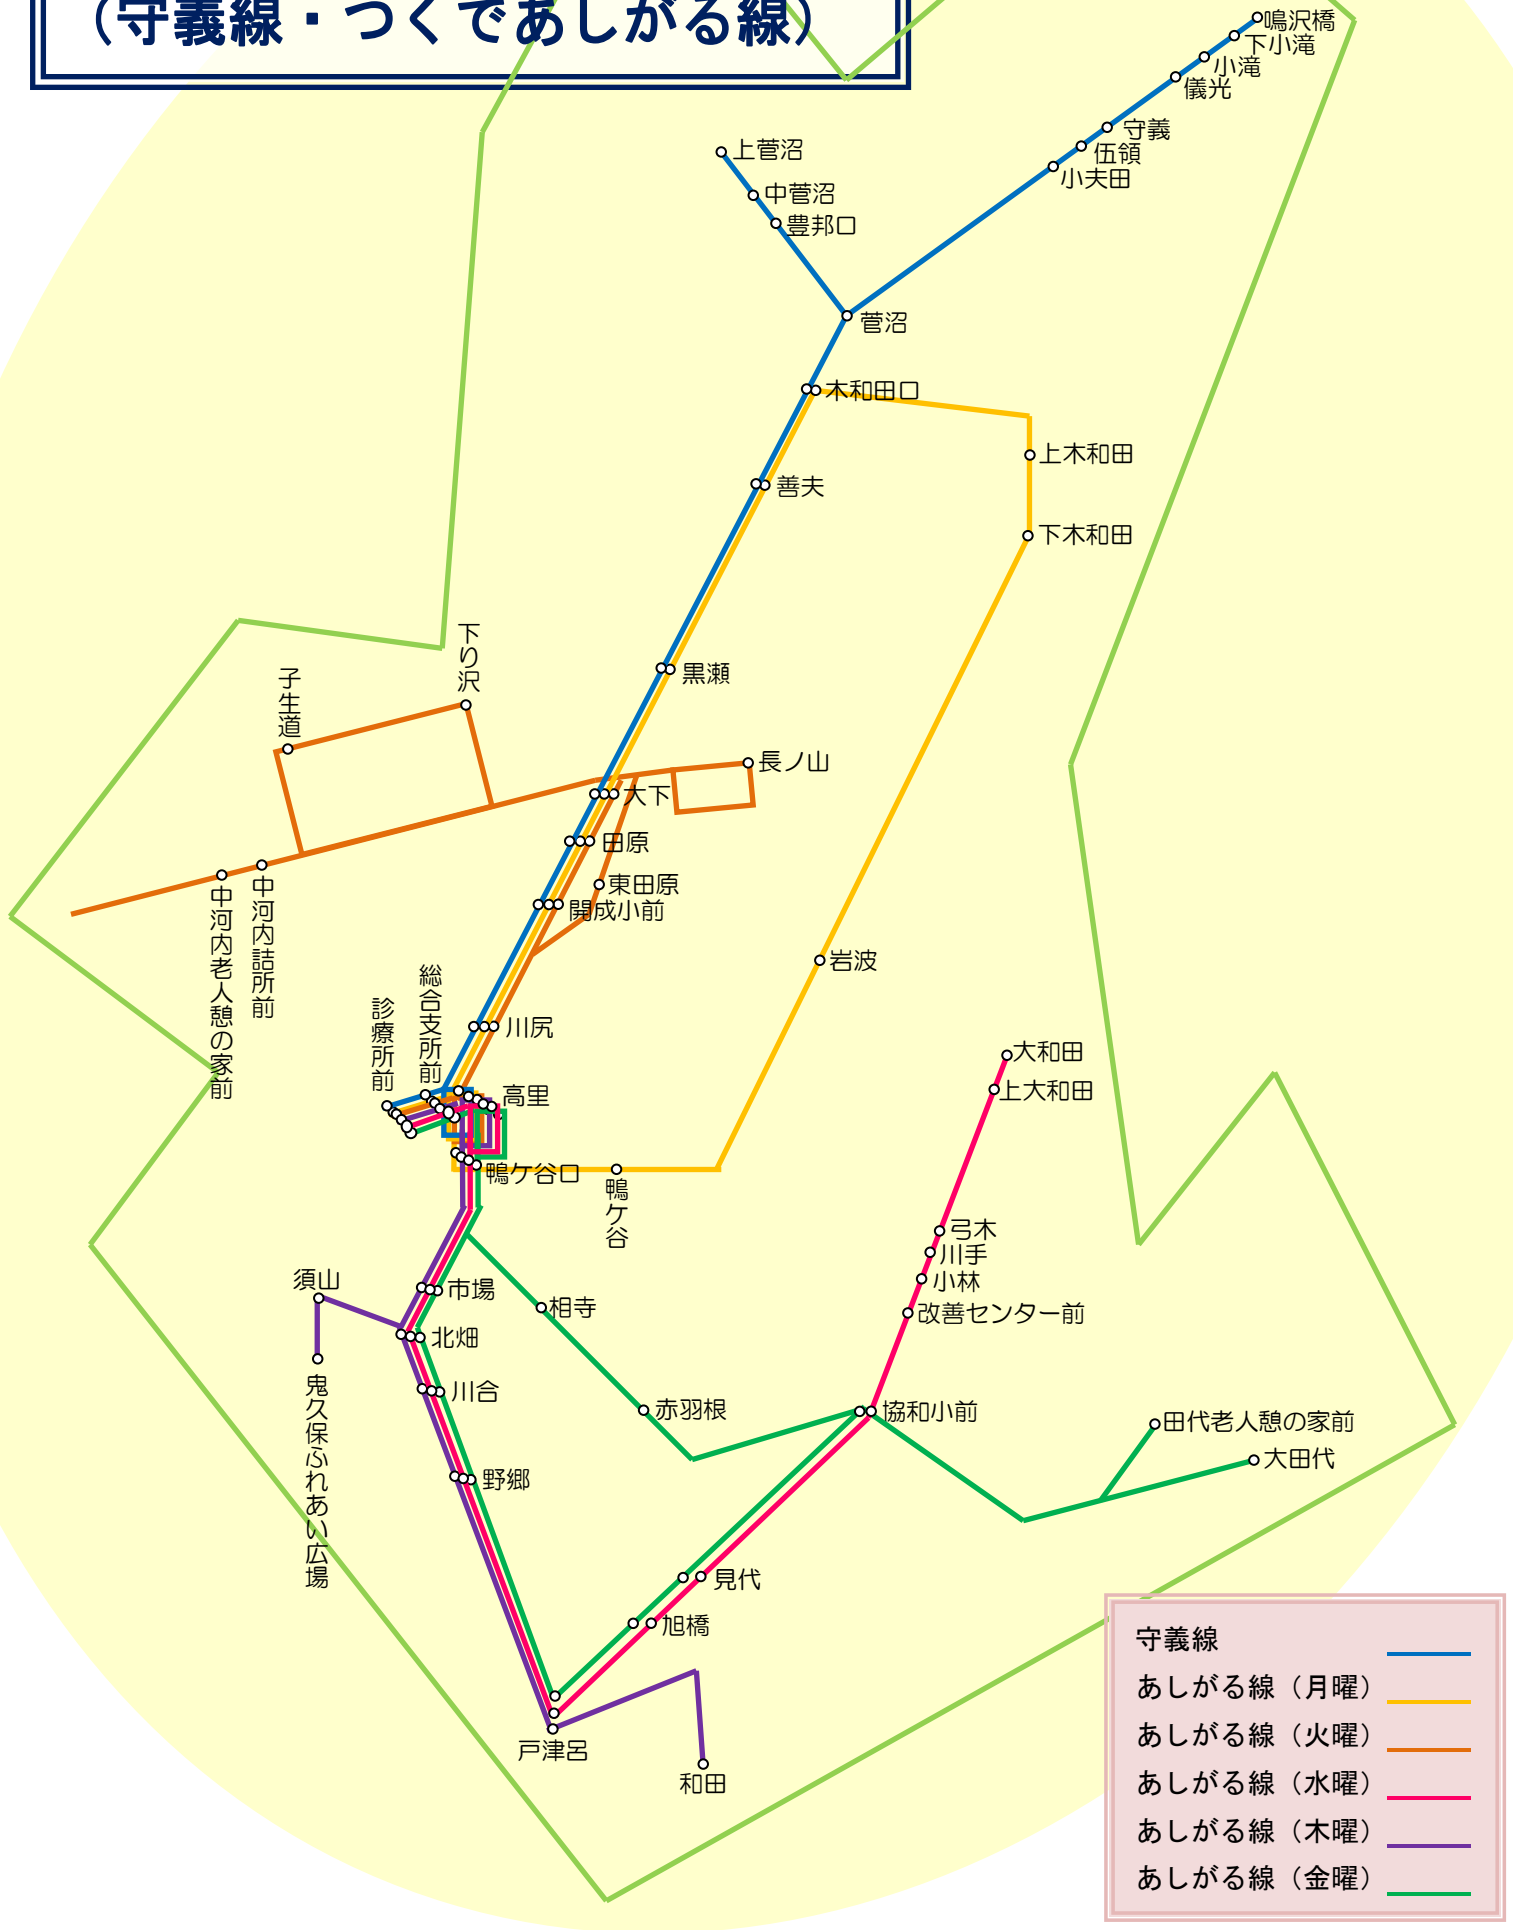 （守義線・つくであしがる線）
鳴沢橋
下小滝
小滝
儀光
守義
伍領
小夫田
上菅沼
中菅沼
豊邦口
菅沼
木和田口
上木和田
善夫
下木和田
黒瀬
下り沢
子生道
長ノ山
大下
田原
東田原
開成小前
中河内老人憩の家前
中河内詰所前
岩波
総合支所前
診療所前
川尻
高里
大和田
上大和田
鴨ケ谷口
鴨ケ谷
弓木
川手
小林
改善センター前
須山
市場
相寺
北畑
鬼久保ふれあい広場
川合
赤羽根
協和小前
田代老人憩の家前
大田代
野郷
見代
旭橋
戸津呂
和田
守義線
あしがる線（月曜）
あしがる線（火曜）
あしがる線（水曜）
あしがる線（木曜）
あしがる線（金曜）